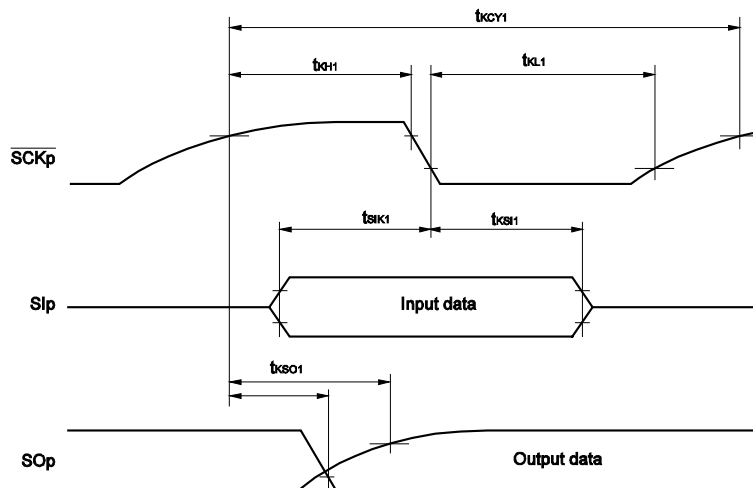 tKCY1
tKH1
tKL1
SCKp
tSIK1
tKSI1
SIp
Input data
tKSO1
SOp
Output data